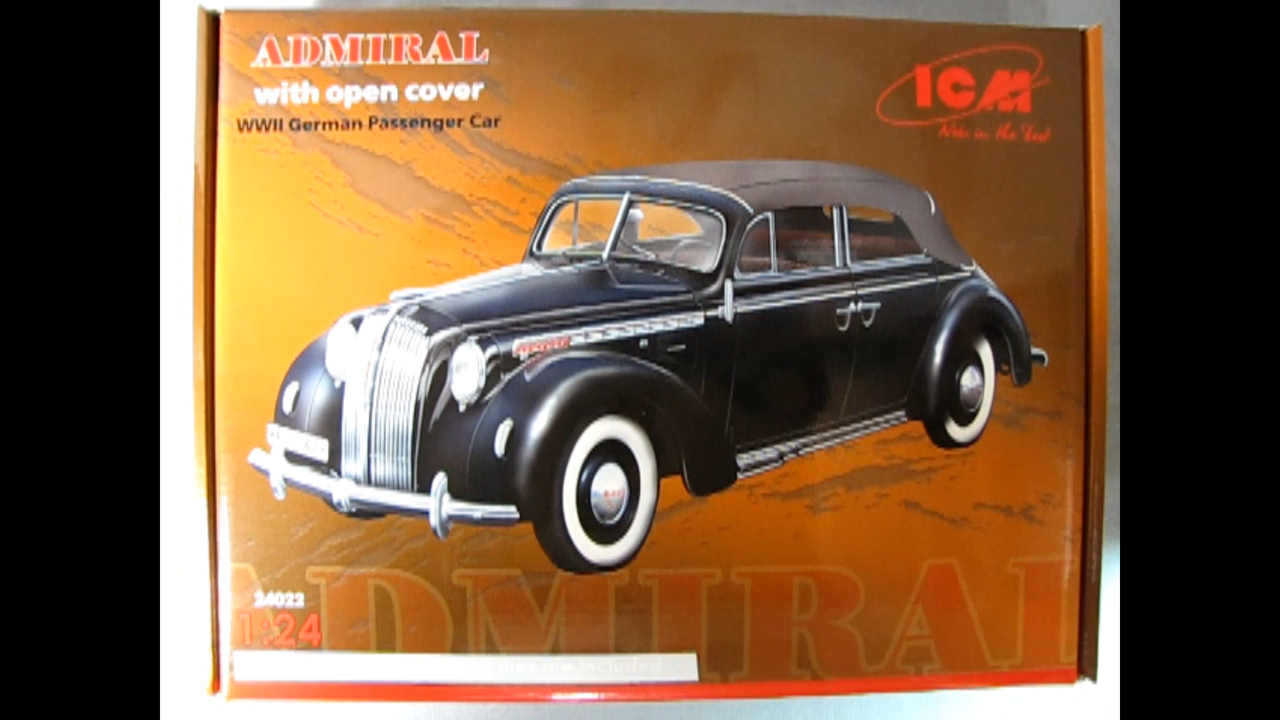 ADMIRAL
with open cover
WWII German Passenger Car
ICM
24022
1:24
ADMIRAL